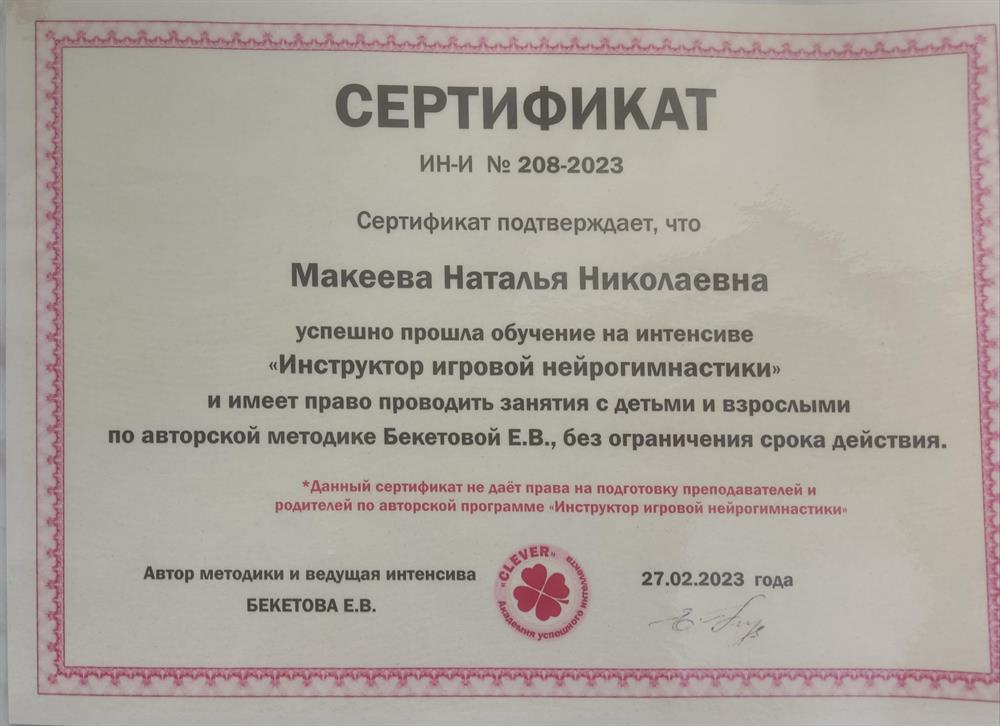 СЕРТИФИКАТ
ИН-И № 208-2023
Сертификат подтверждает, что
Макеева Наталья Николаевна
успешно прошла обучение на интенсиве
«Инструктор игровой нейрогимнастики»
и имеет право проводить занятия с детьми и взрослыми
по авторской методике Бекетовой Е.В., без ограничения срока действия.
*Данный сертификат не даёт права на подготовку преподавателей и
родителей по авторской программе «Инструктор игровой нейрогимнастики»
Автор методики и ведущая интенсива
БЕКЕТОВА Е.В.
«CLEVER»
Академия успешного интеллекта
27.02.2023 года